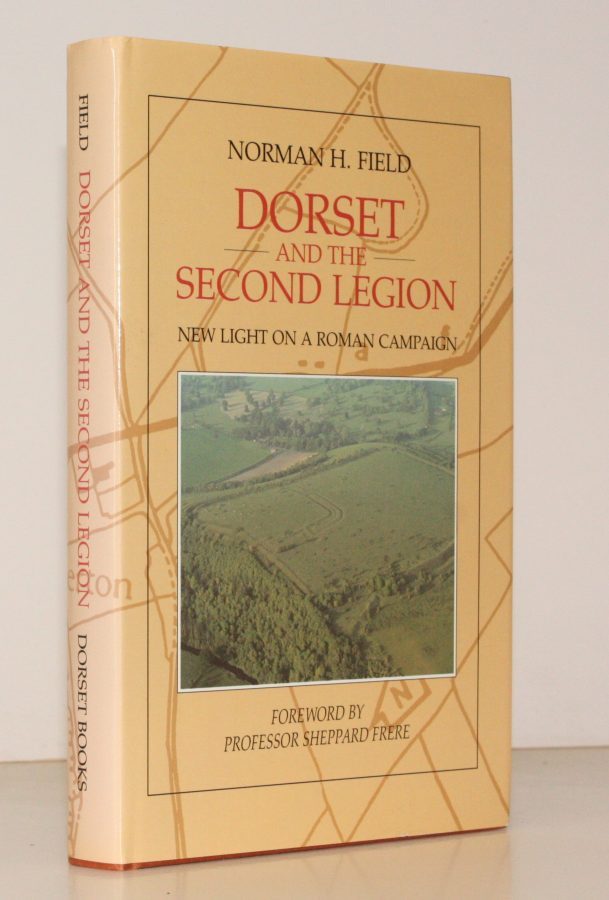 NORMAN H. FIELD
DORSET
AND THE
SECOND LEGION
NEW LIGHT ON A ROMAN CAMPAIGN
FOREWORD BY
PROFESSOR SHEPPARD FRERE
N
FIELD DORSET AND THE SECOND LEGION DORSET BOOKS